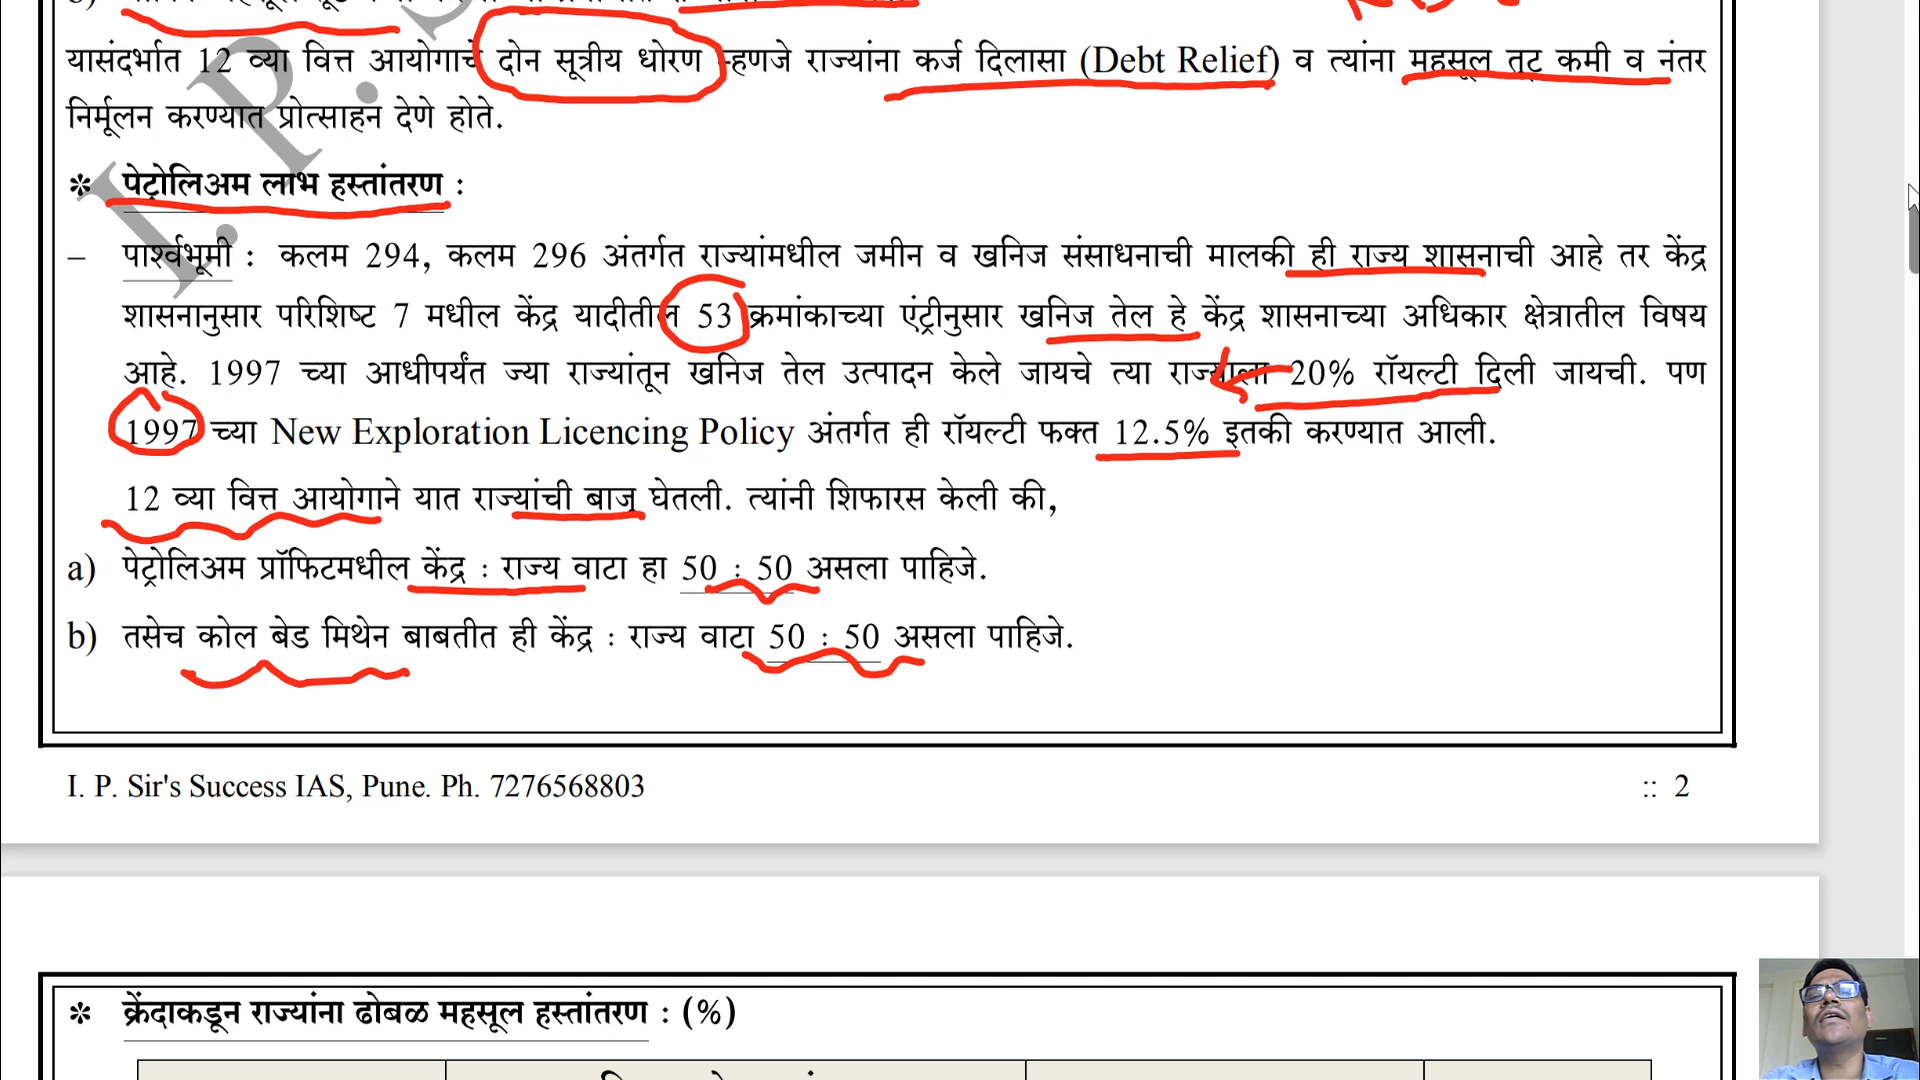 यासंदर्भात 12 व्या वित्त आयोगाचे दोन सूत्रीय धोरण म्हणजे राज्यांना कर्ज दिलासा (Debt Relief) व त्यांना महसूल तूट कमी व नंतर
निर्मूलन करण्यात प्रोत्साहन देणे होते.
* पेट्रोलिअम लाभ हस्तांतरण :
– पार्श्वभूमी : कलम 294, कलम 296 अंतर्गत राज्यांमधील जमीन व खनिज संसाधनाची मालकी ही राज्य शासनाची आहे तर केंद्र
शासनानुसार परिशिष्ट 7 मधील केंद्र यादीतील 53 क्रमांकाच्या एंट्रीनुसार खनिज तेल हे केंद्र शासनाच्या अधिकार क्षेत्रातील विषय
आहे. 1997 च्या आधीपर्यंत ज्या राज्यांतून खनिज तेल उत्पादन केले जायचे त्या राज्याला 20% रॉयल्टी दिली जायची. पण
1997 च्या New Exploration Licencing Policy अंतर्गत ही रॉयल्टी फक्त 12.5% इतकी करण्यात आली.
12 व्या वित्त आयोगाने यात राज्यांची बाजू घेतली. त्यांनी शिफारस केली की,
a) पेट्रोलिअम प्रॉफिटमधील केंद्र : राज्य वाटा हा 50 : 50 असला पाहिजे.
b) तसेच कोल बेड मिथेन बाबतीत ही केंद्र : राज्य वाटा 50 : 50 असला पाहिजे.
I. P. Sir's Success IAS, Pune. Ph. 7276568803 :: 2
* क्रेंदाकडून राज्यांना ढोबळ महसूल हस्तांतरण : (%)
I.P.S